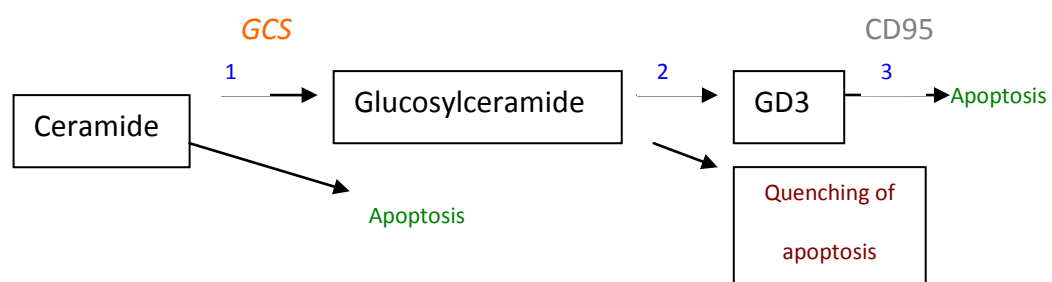 GCS
CD95
1
2
3
Ceramide
Glucosylceramide
GD3
Apoptosis
Apoptosis
Quenching of
apoptosis